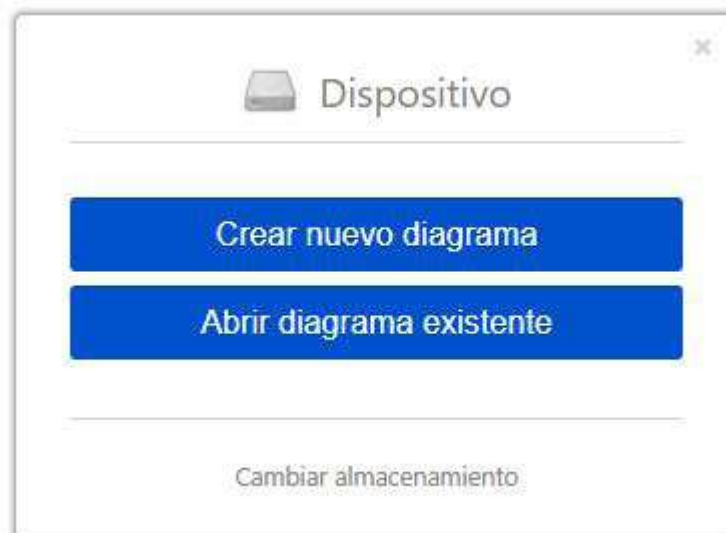 Dispositivo
Crear nuevo diagrama
Abrir diagrama existente
Cambiar almacenamiento